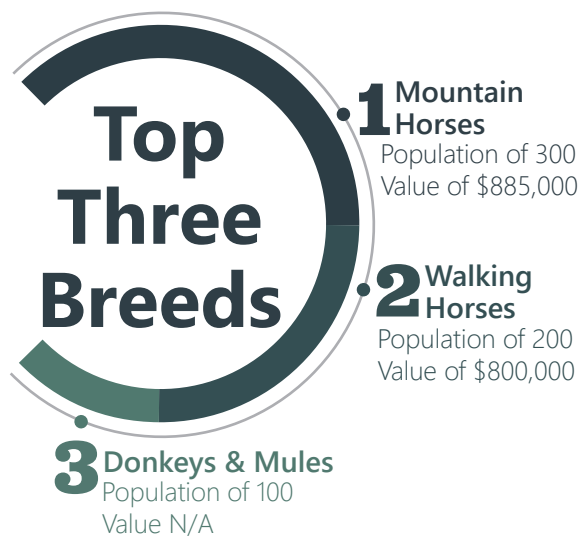 Top
Three
Breeds
1 Mountain
Horses
Population of 300
Value of $885,000
2 Walking
Horses
Population of 200
Value of $800,000
3 Donkeys & Mules
Population of 100
Value N/A